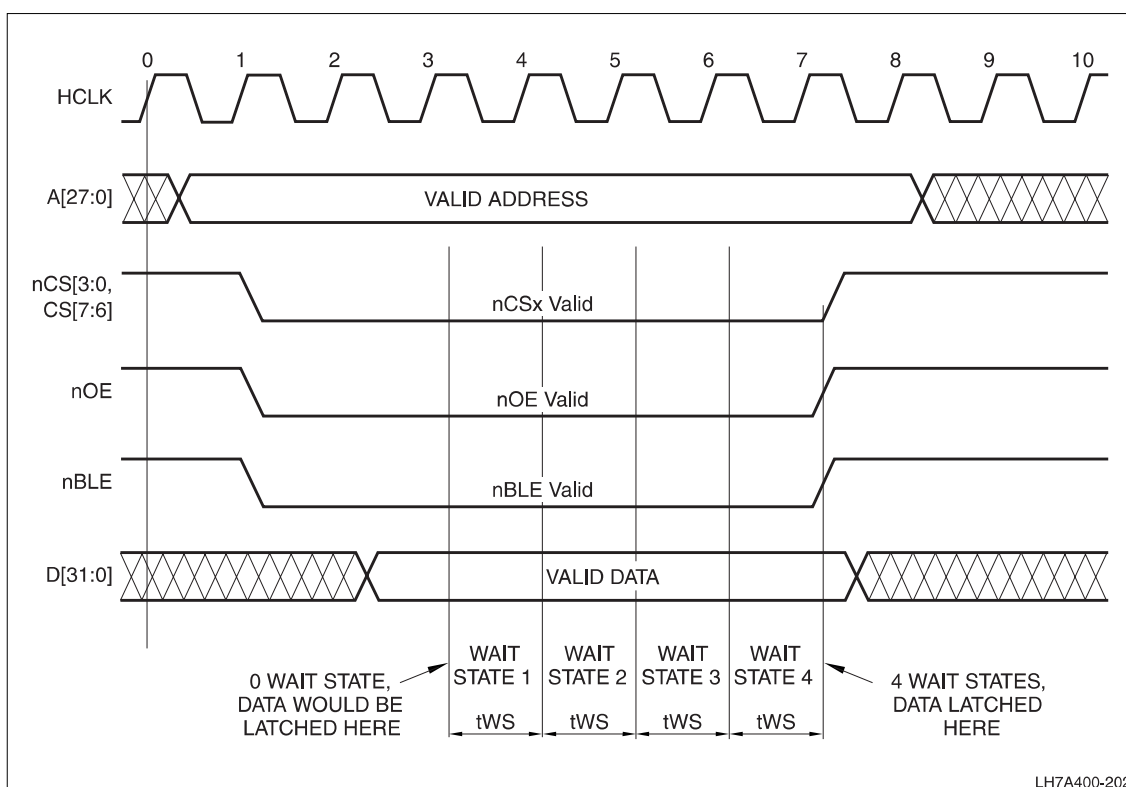 0 1 2 3 4 5 6 7 8 9 10
HCLK
A[27:0]
VALID ADDRESS
nCS[3:0,
CS[7:6]
nCSx Valid
nOE
nOE Valid
nBLE
nBLE Valid
D[31:0]
VALID DATA
0 WAIT STATE,
DATA WOULD BE
LATCHED HERE
WAIT
STATE 1
WAIT
STATE 2
WAIT
STATE 3
WAIT
STATE 4
tWS tWS tWS tWS
4 WAIT STATES,
DATA LATCHED
HERE
LH7A400-202